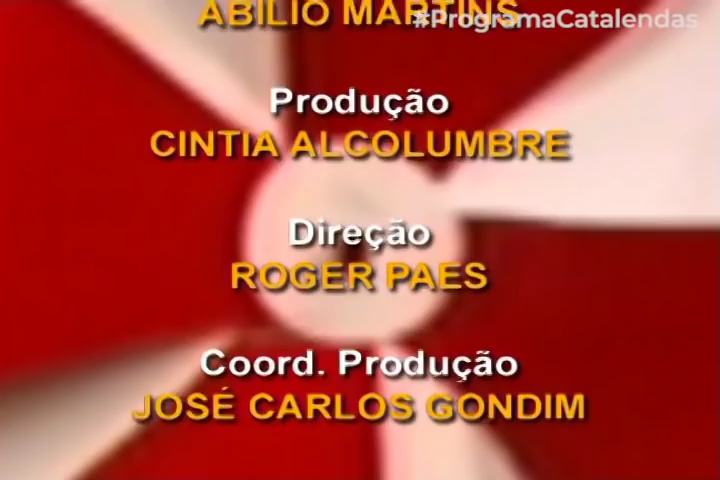 ABILIO MARTINS
#ProgramaCatalendas
Produção
CINTIA ALCOLUMBRE
Direção
ROGER PAES
Coord. Produção
JOSÉ CARLOS GONDIM